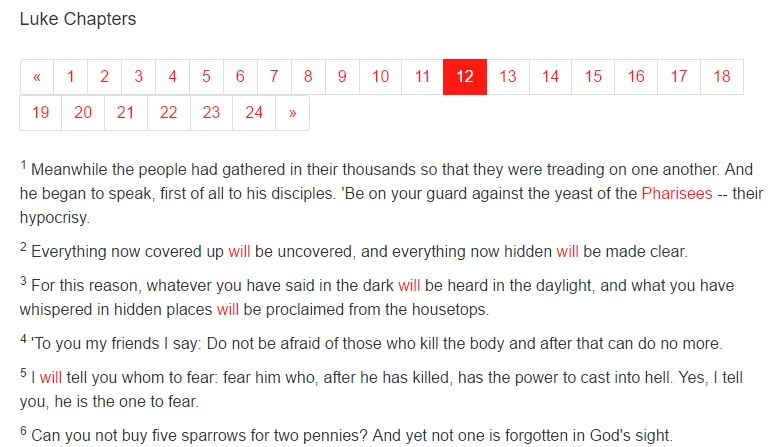 Luke Chapters
« 1 2 3 4 5 6 7 8 9 10 11 12 13 14 15 16 17 18
19 20 21 22 23 24 »
1 Meanwhile the people had gathered in their thousands so that they were treading on one another. And
he began to speak, first of all to his disciples. 'Be on your guard against the yeast of the Pharisees -- their
hypocrisy.
2 Everything now covered up will be uncovered, and everything now hidden will be made clear.
3 For this reason, whatever you have said in the dark will be heard in the daylight, and what you have
whispered in hidden places will be proclaimed from the housetops.
4 'To you my friends I say: Do not be afraid of those who kill the body and after that can do no more.
5 I will tell you whom to fear: fear him who, after he has killed, has the power to cast into hell. Yes, I tell
you, he is the one to fear.
6 Can you not buy five sparrows for two pennies? And yet not one is forgotten in God's sight.